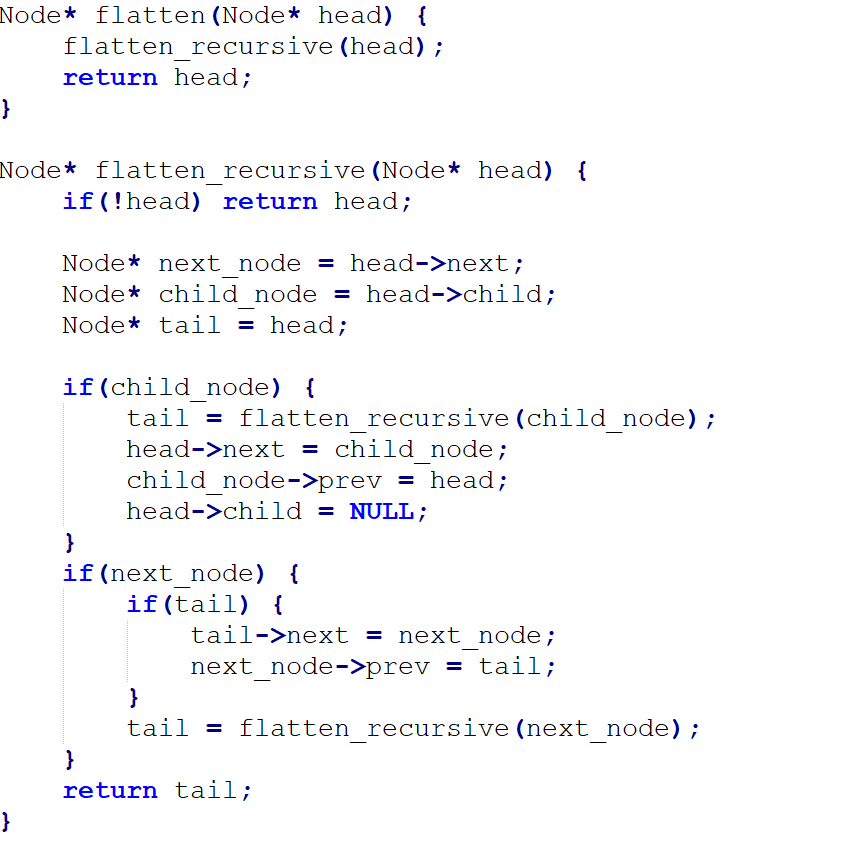 Node* flatten(Node* head) {
    flatten_recursive(head);
    return head;
}

Node* flatten_recursive(Node* head) {
    if(!head) return head;

    Node* next_node = head->next;
    Node* child_node = head->child;
    Node* tail = head;

    if(child_node) {
        tail = flatten_recursive(child_node);
        head->next = child_node;
        child_node->prev = head;
        head->child = NULL;
    }
    if(next_node) {
        if(tail) {
            tail->next = next_node;
            next_node->prev = tail;
        }
        tail = flatten_recursive(next_node);
    }
    return tail;
}